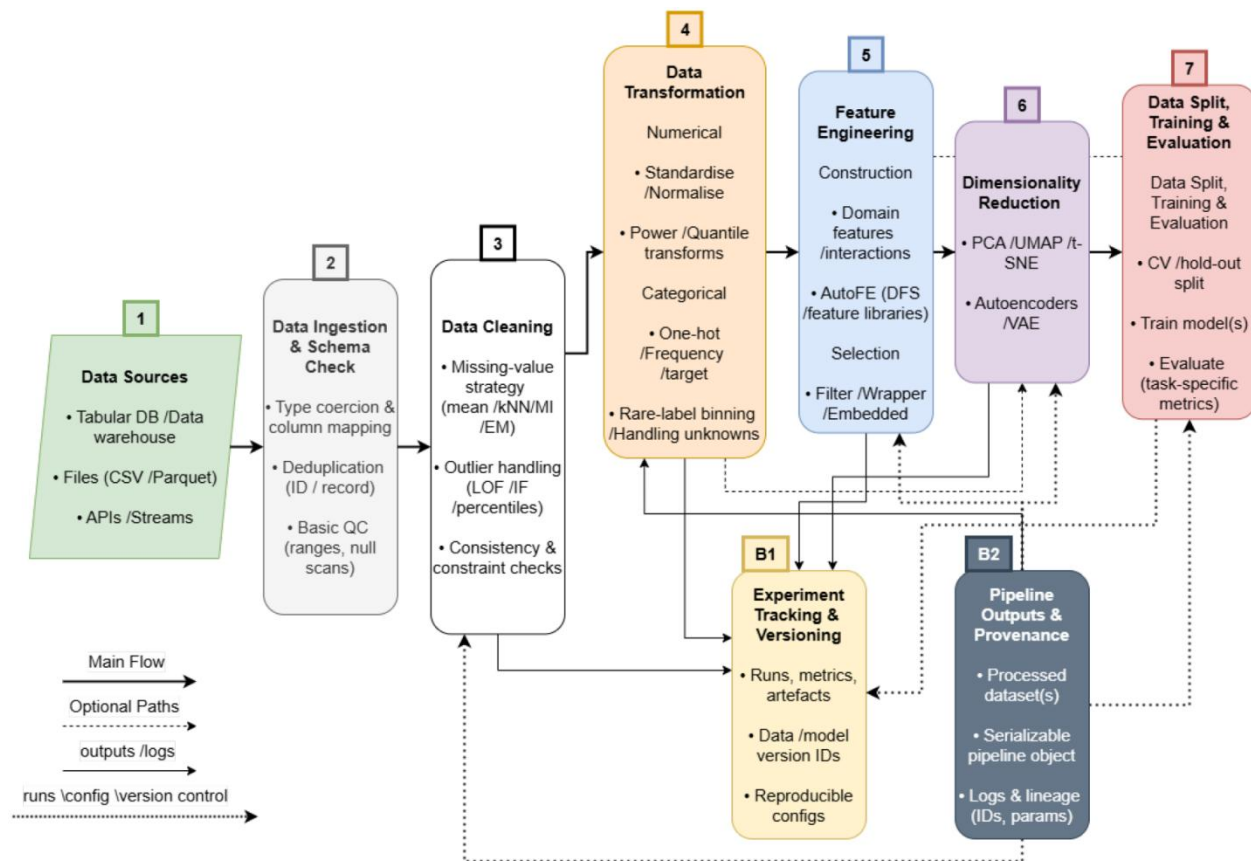 1
Data Sources
• Tabular DB /Data
warehouse
• Files (CSV /Parquet)
• APIs /Streams
2
Data Ingestion
& Schema
Check
• Type coercion &
column mapping
• Deduplication
(ID / record)
• Basic QC
(ranges, null
scans)
3
Data Cleaning
• Missing-value
strategy
(mean /kNN/MI
/EM)
• Outlier handling
(LOF /IF
/percentiles)
• Consistency &
constraint checks
4
Data
Transformation
Numerical
• Standardise
/Normalise
• Power /Quantile
transforms
Categorical
• One-hot
/Frequency
/target
• Rare-label binning
/Handling unknowns
5
Feature
Engineering
Construction
• Domain
features
/interactions
• AutoFE (DFS
/feature libraries)
Selection
• Filter /Wrapper
/Embedded
6
Dimensionality
Reduction
• PCA /UMAP /t-
SNE
• Autoencoders
/VAE
7
Data Split,
Training &
Evaluation
Data Split,
Training &
Evaluation
• CV /hold-out
split
• Train model(s)
• Evaluate
(task-specific
metrics)
B1
Experiment
Tracking &
Versioning
• Runs, metrics,
artefacts
• Data /model
version IDs
• Reproducible
configs
B2
Pipeline
Outputs &
Provenance
• Processed
dataset(s)
• Serializable
pipeline object
• Logs & lineage
(IDs, params)
Main Flow
Optional Paths
outputs /logs
runs \config \version control